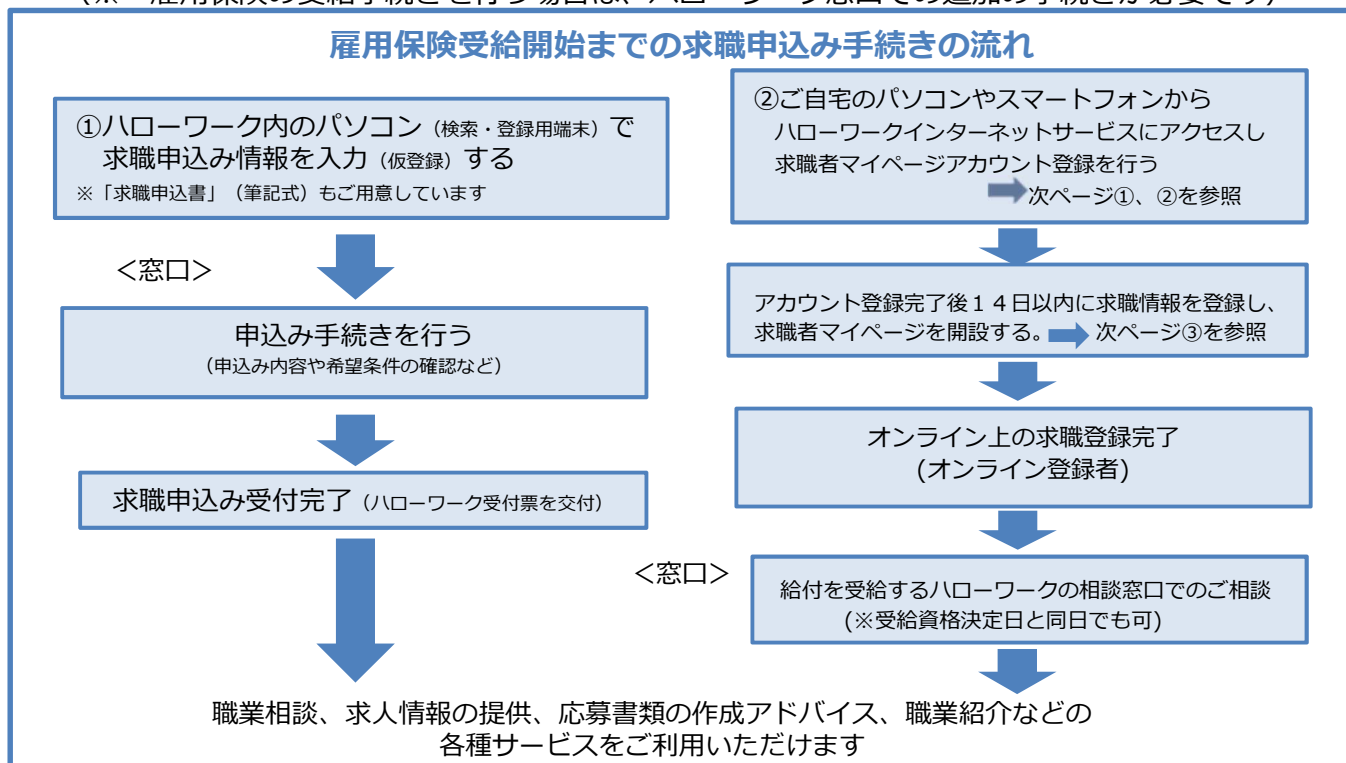 雇用保険受給開始までの求職申込み手続きの流れ
①ハローワーク内のパソコン（検索・登録用端末）で
求職申込み情報を入力（仮登録）する
※「求職申込書」（筆記式）もご用意しています
＜窓口＞
申込み手続きを行う
（申込み内容や希望条件の確認など）
求職申込み受付完了（ハローワーク受付票を交付）
②ご自宅のパソコンやスマートフォンから
ハローワークインターネットサービスにアクセスし
求職者マイページアカウント登録を行う
次ページ①、②を参照
アカウント登録完了後１４日以内に求職情報を登録し、
求職者マイページを開設する。 次ページ③を参照
オンライン上の求職登録完了
(オンライン登録者)
＜窓口＞
給付を受給するハローワークの相談窓口でのご相談
(※受給資格決定日と同日でも可)
職業相談、求人情報の提供、応募書類の作成アドバイス、職業紹介などの
各種サービスをご利用いただけます